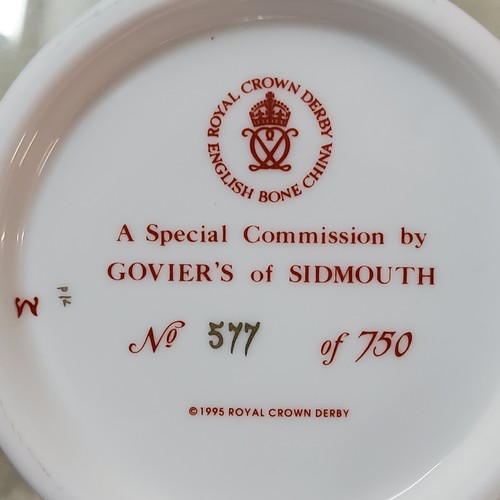 ROYAL CROWN DERBY
ENGLISH BONE CHINA
A Special Commission by
GOVIER'S of SIDMOUTH
No 577 of 750
©1995 ROYAL CROWN DERBY